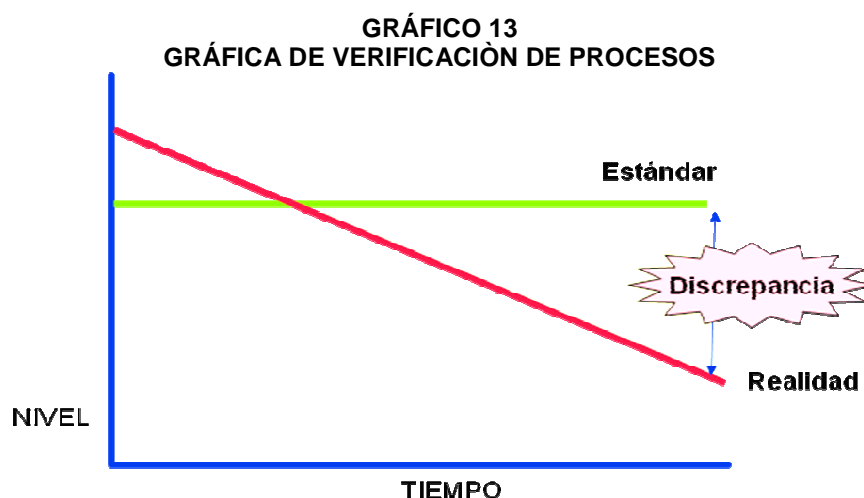 GRÁFICO 13
GRÁFICA DE VERIFICACIÒN DE PROCESOS
Estándar
Discrepancia
Realidad
NIVEL
TIEMPO